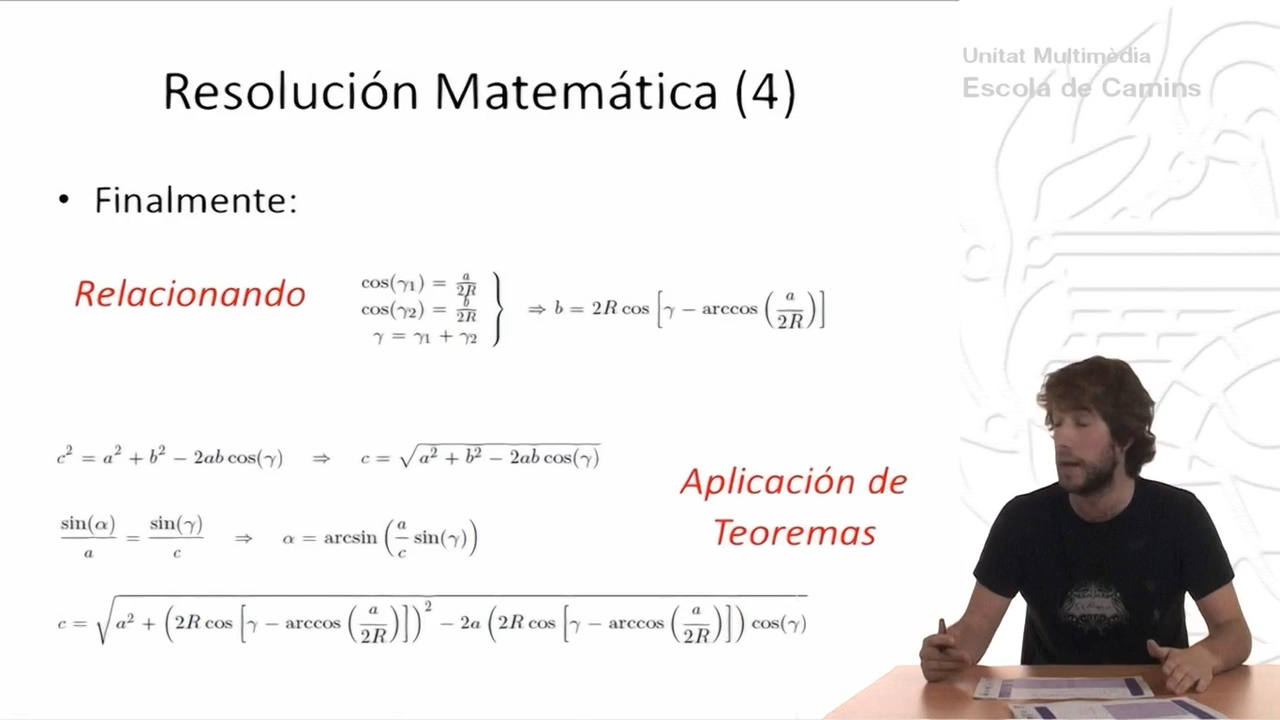 Unitat Multimèdia
Escola de Camins
Resolución Matemática (4)
• Finalmente:
Relacionando
cos(γ₁) = a/2R
cos(γ₂) = b/2R
γ = γ₁ + γ₂
⇒ b = 2R cos [γ − arccos (a/2R)]
c² = a² + b² − 2ab cos(γ) ⇒ c = √(a² + b² − 2ab cos(γ))
sin(α)/a = sin(γ)/c ⇒ α = arcsin (a/c sin(γ))
Aplicación de
Teoremas
c = √(a² + (2R cos [γ − arccos (a/2R)])² − 2a (2R cos [γ − arccos (a/2R)]) cos(γ))